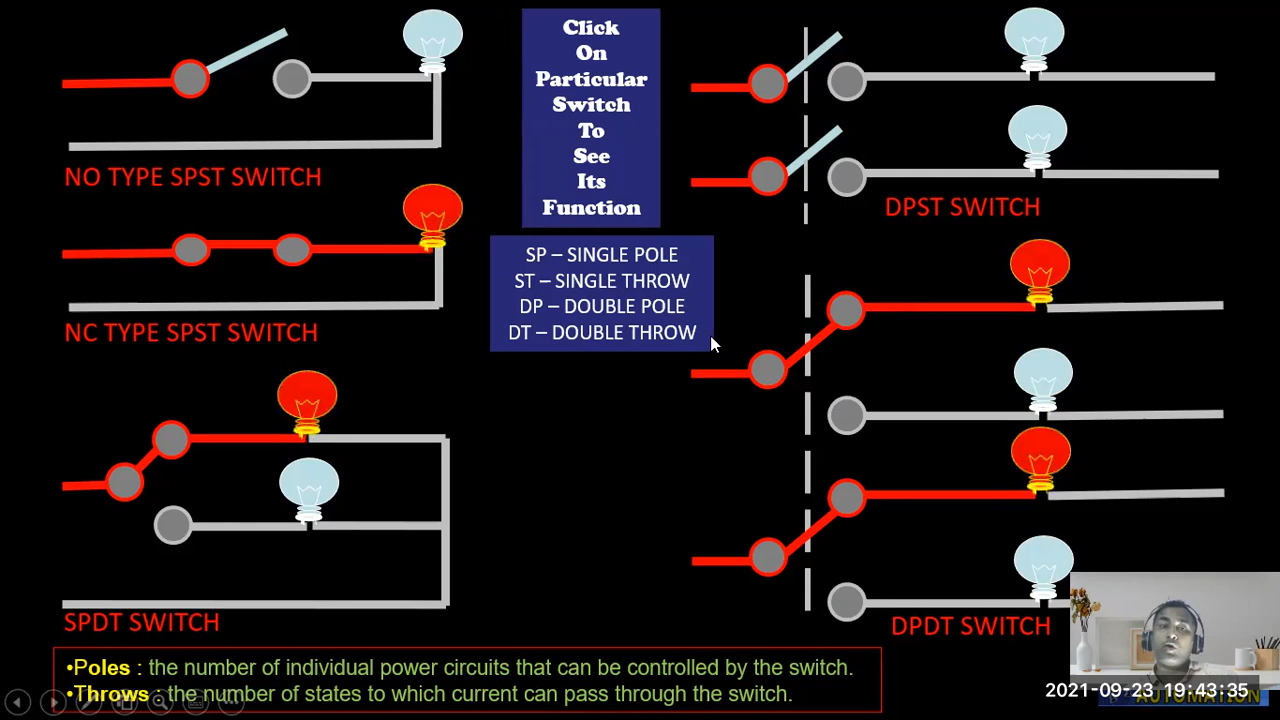 Click
On
Particular
Switch
To
See
Its
Function
SP – SINGLE POLE
ST – SINGLE THROW
DP – DOUBLE POLE
DT – DOUBLE THROW
NO TYPE SPST SWITCH
NC TYPE SPST SWITCH
SPDT SWITCH
DPST SWITCH
DPDT SWITCH
•Poles : the number of individual power circuits that can be controlled by the switch.
•Throws : the number of states to which current can pass through the switch.
2021-09-23 19:43:35
AUTOMATION